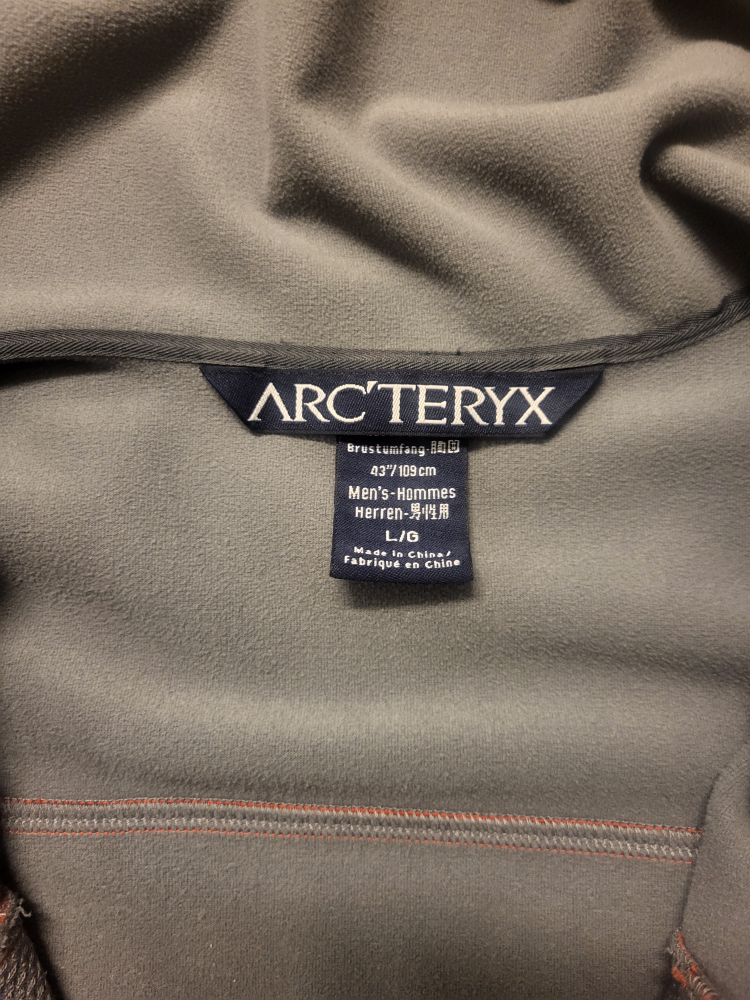 ARC'TERYX
Brustumfang-胸囲
43"/109cm
Men's-Hommes
Herren-男性用
L/G
Made in China/
Fabriqué en Chine